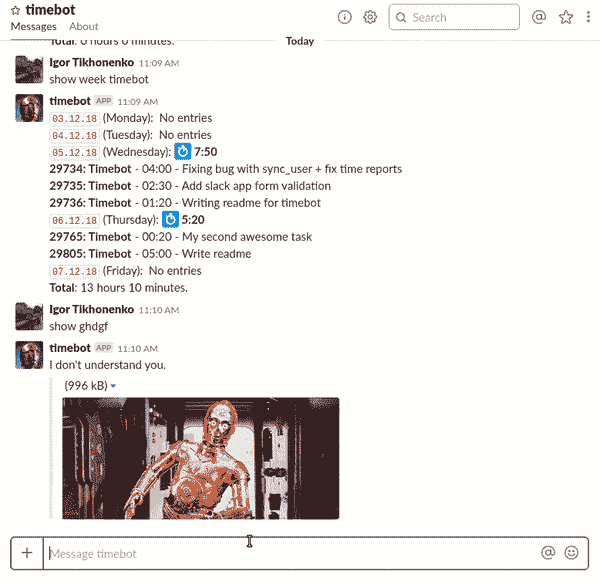 timebot
Messages About
Search
Total: 0 hours 0 minutes.
Today
Igor Tikhonenko 11:09 AM
show week timebot
timebot APP 11:09 AM
03.12.18 (Monday): No entries
04.12.18 (Tuesday): No entries
05.12.18 (Wednesday): 7:50
29734: Timebot - 04:00 - Fixing bug with sync_user + fix time reports
29735: Timebot - 02:30 - Add slack app form validation
29736: Timebot - 01:20 - Writing readme for timebot
06.12.18 (Thursday): 5:20
29765: Timebot - 00:20 - My second awesome task
29805: Timebot - 05:00 - Write readme
07.12.18 (Friday): No entries
Total: 13 hours 10 minutes.
Igor Tikhonenko 11:10 AM
show ghdgf
timebot APP 11:10 AM
I don't understand you.
(996 kB)
Message timebot